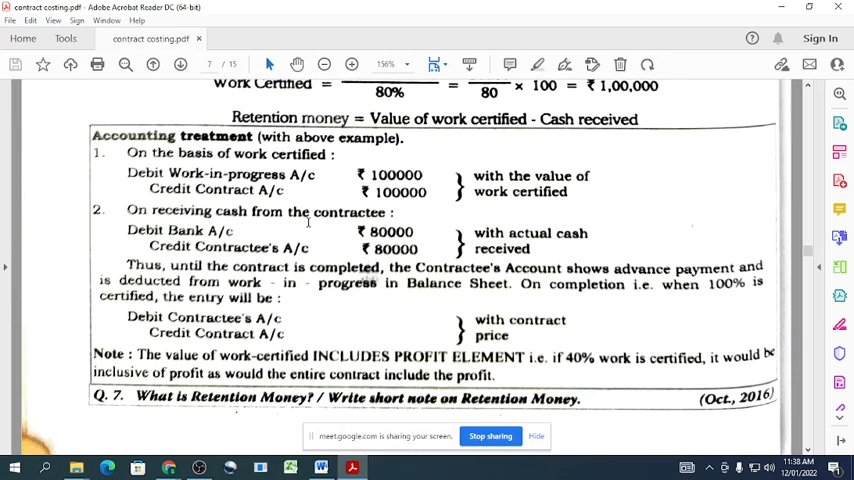 contract costing.pdf - Adobe Acrobat Reader DC (64-bit)
File Edit View Sign Window Help
Home Tools contract costing.pdf × Sign In
7 / 15 156%
Work Certified = 80% = 80 × 100 = ₹ 1,00,000
Retention money = Value of work certified - Cash received
Accounting treatment (with above example).
1. On the basis of work certified :
Debit Work-in-progress A/c ₹ 100000 with the value of
Credit Contract A/c ₹ 100000 work certified
2. On receiving cash from the contractee :
Debit Bank A/c ₹ 80000 with actual cash
Credit Contractee's A/c ₹ 80000 received
Thus, until the contract is completed, the Contractee's Account shows advance payment and
is deducted from work - in - progress in Balance Sheet. On completion i.e. when 100% is
certified, the entry will be :
Debit Contractee's A/c with contract
Credit Contract A/c price
Note : The value of work-certified INCLUDES PROFIT ELEMENT i.e. if 40% work is certified, it would be
inclusive of profit as would the entire contract include the profit.
Q. 7. What is Retention Money? / Write short note on Retention Money. (Oct., 2016)
meet.google.com is sharing your screen. Stop sharing Hide
11:38 AM
12/01/2022